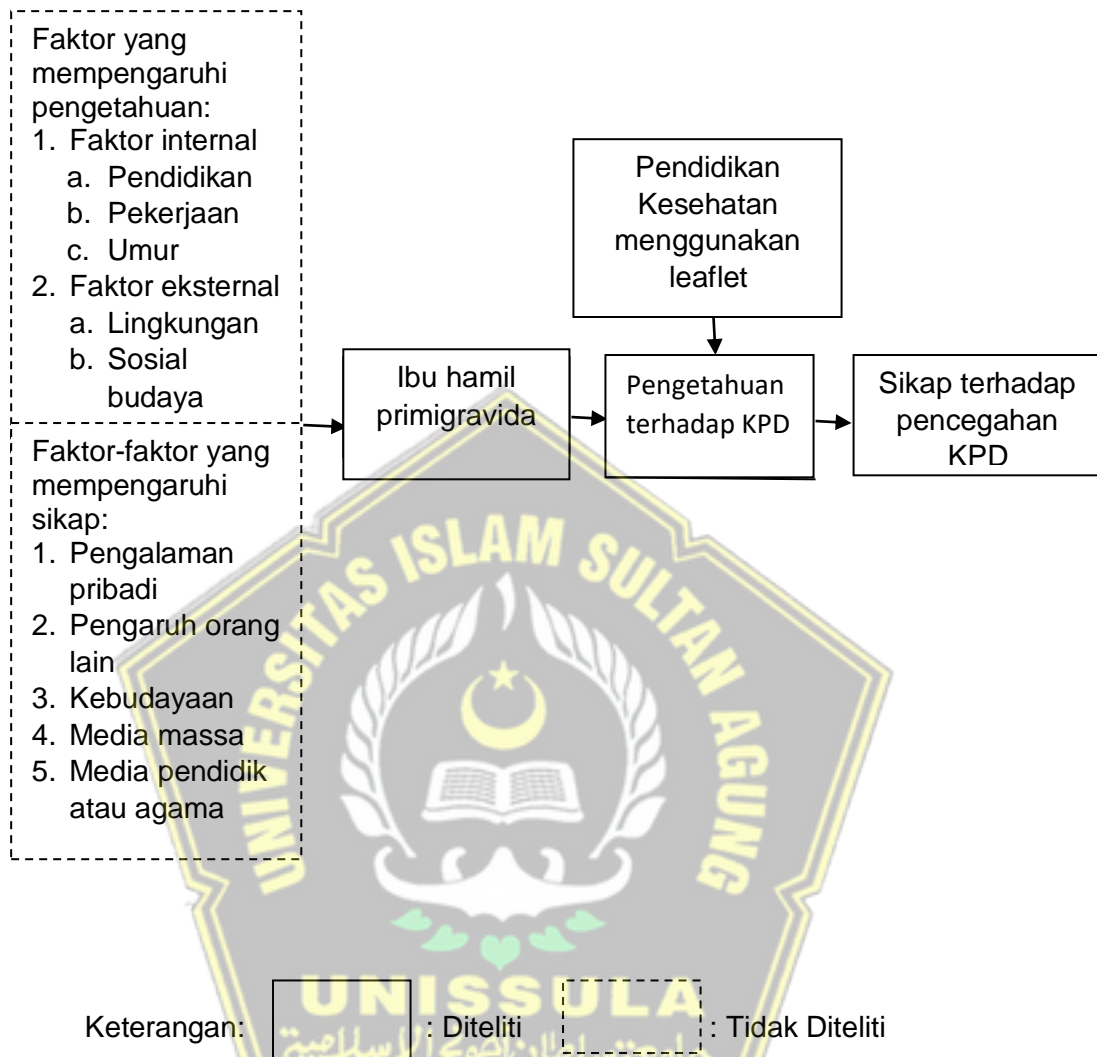 Faktor yang
mempengaruhi
pengetahuan:
1. Faktor internal
a. Pendidikan
b. Pekerjaan
c. Umur
2. Faktor eksternal
a. Lingkungan
b. Sosial
budaya
Faktor-faktor yang
mempengaruhi
sikap:
1. Pengalaman
pribadi
2. Pengaruh orang
lain
3. Kebudayaan
4. Media massa
5. Media pendidik
atau agama
Ibu hamil
primigravida
Pendidikan
Kesehatan
menggunakan
leaflet
Pengetahuan
terhadap KPD
Sikap terhadap
pencegahan
KPD
UNIVERSITAS ISLAM SULTAN AGUNG
UNISSULA
Keterangan: : Diteliti : Tidak Diteliti